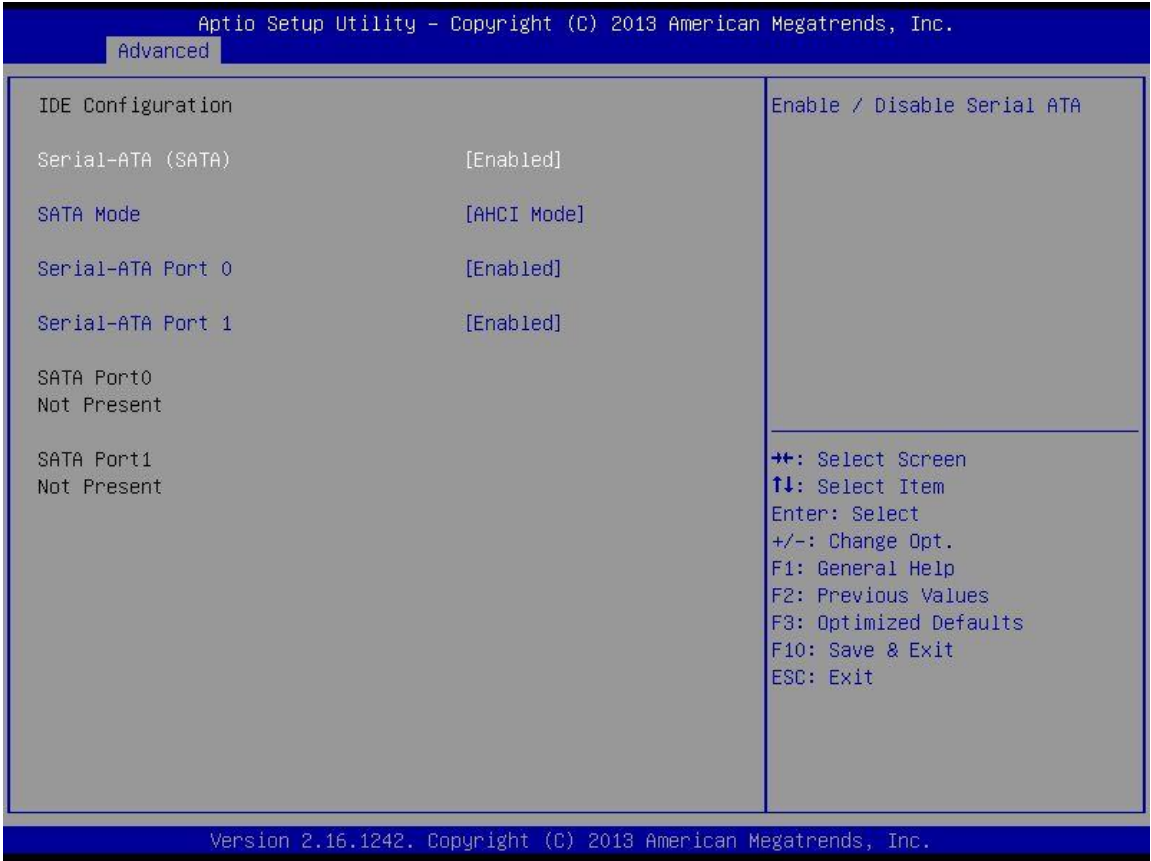 Aptio Setup Utility – Copyright (C) 2013 American Megatrends, Inc.
Advanced
IDE Configuration
Serial-ATA (SATA) [Enabled]
SATA Mode [AHCI Mode]
Serial-ATA Port 0 [Enabled]
Serial-ATA Port 1 [Enabled]
SATA Port0
Not Present
SATA Port1
Not Present
Enable / Disable Serial ATA
→←: Select Screen
↑↓: Select Item
Enter: Select
+/-: Change Opt.
F1: General Help
F2: Previous Values
F3: Optimized Defaults
F10: Save & Exit
ESC: Exit
Version 2.16.1242. Copyright (C) 2013 American Megatrends, Inc.